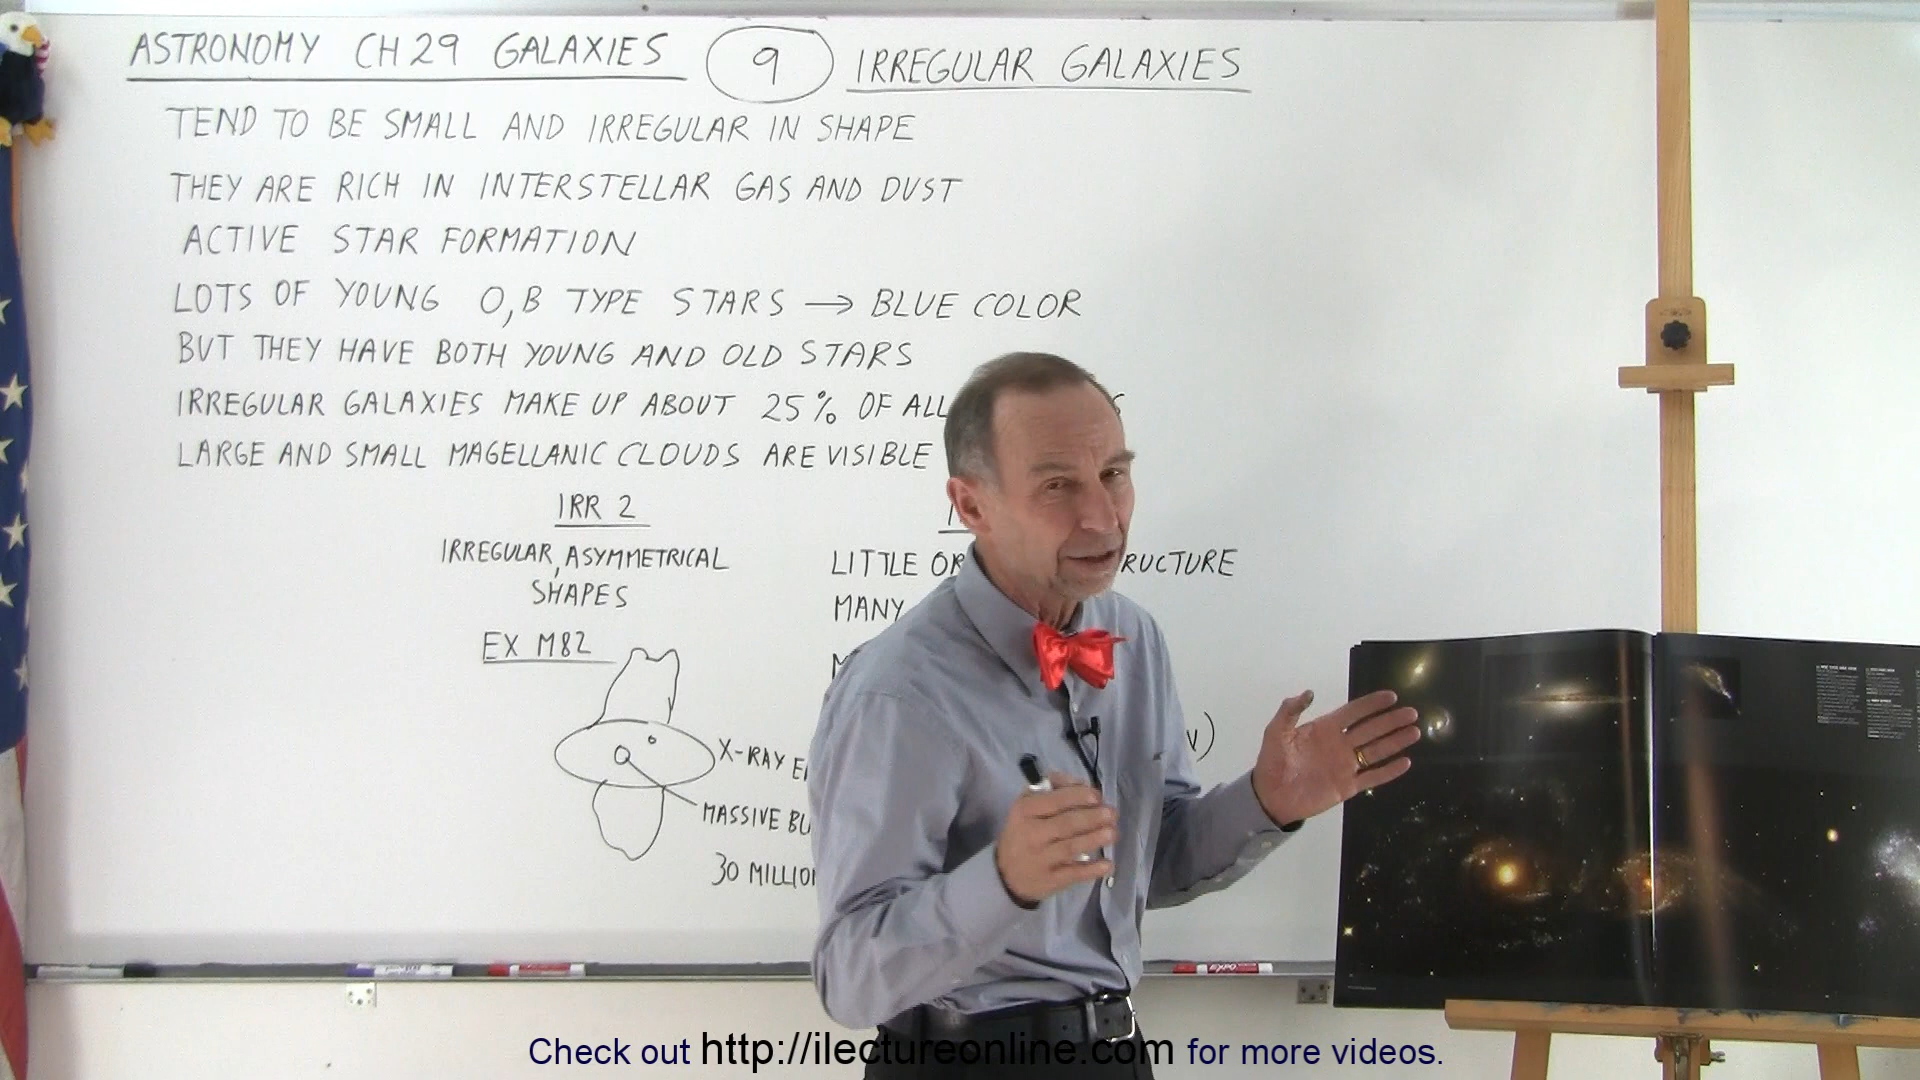 ASTRONOMY CH 29 GALAXIES 9 IRREGULAR GALAXIES
TEND TO BE SMALL AND IRREGULAR IN SHAPE
THEY ARE RICH IN INTERSTELLAR GAS AND DUST
ACTIVE STAR FORMATION
LOTS OF YOUNG O,B TYPE STARS → BLUE COLOR
BUT THEY HAVE BOTH YOUNG AND OLD STARS
IRREGULAR GALAXIES MAKE UP ABOUT 25% OF ALL
LARGE AND SMALL MAGELLANIC CLOUDS ARE VISIBLE
IRR 2
IRREGULAR, ASYMMETRICAL
SHAPES
EX M82
X-RAY
MASSIVE
30
LITTLE
MANY
Check out http://ilectureonline.com for more videos.